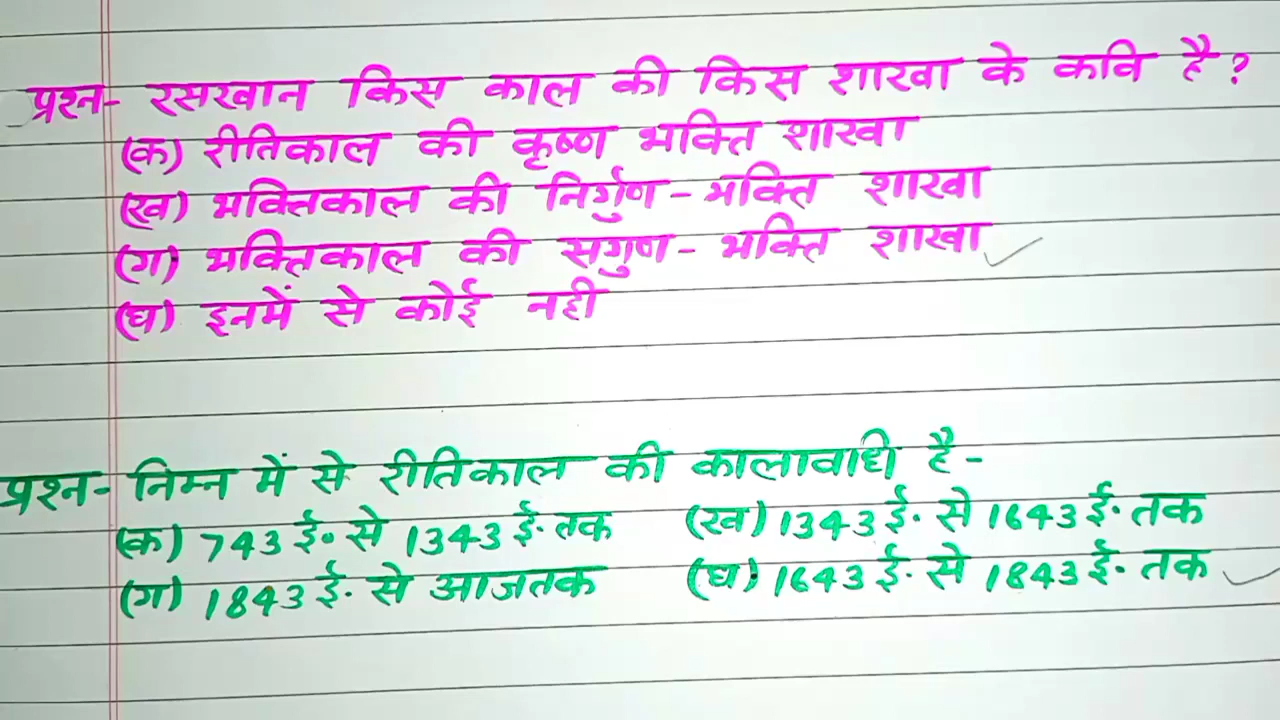 प्रश्न- रसखान किस काल की किस शाखा के कवि है ?
(क) रीतिकाल की कृष्ण भक्ति शाखा
(ख) भक्तिकाल की निर्गुण-भक्ति शाखा
(ग) भक्तिकाल की सगुण-भक्ति शाखा ✓
(घ) इनमें से कोई नही
प्रश्न- निम्न में से रीतिकाल की कालावाधि है -
(क) 743 ई. से 1343 ई. तक (ख) 1343 ई. से 1643 ई. तक
(ग) 1843 ई. से आजतक (घ) 1643 ई. से 1843 ई. तक ✓